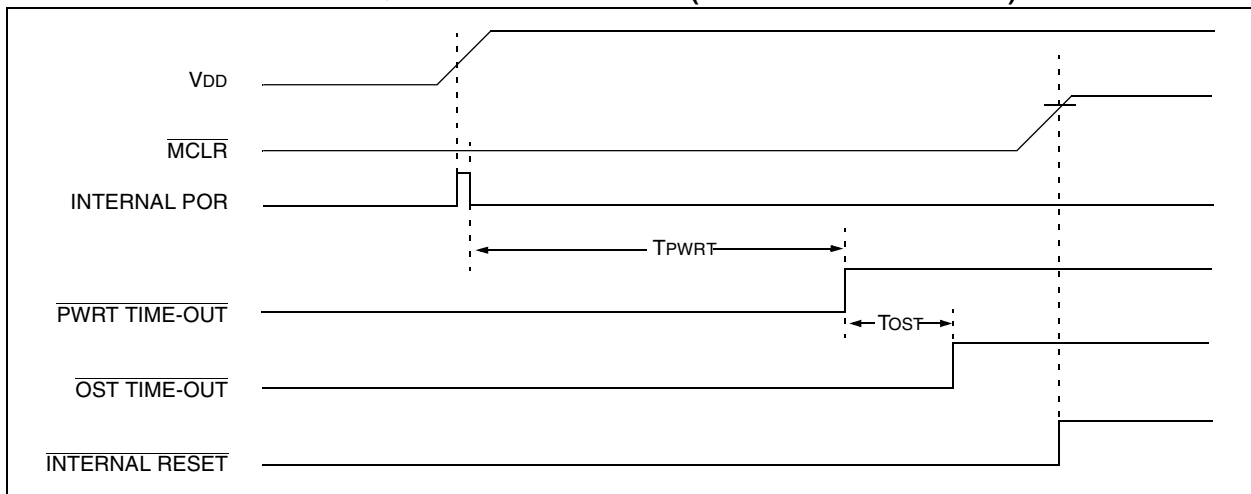 VDD
MCLR
INTERNAL POR
TPWRT
PWRT TIME-OUT
TOST
OST TIME-OUT
INTERNAL RESET